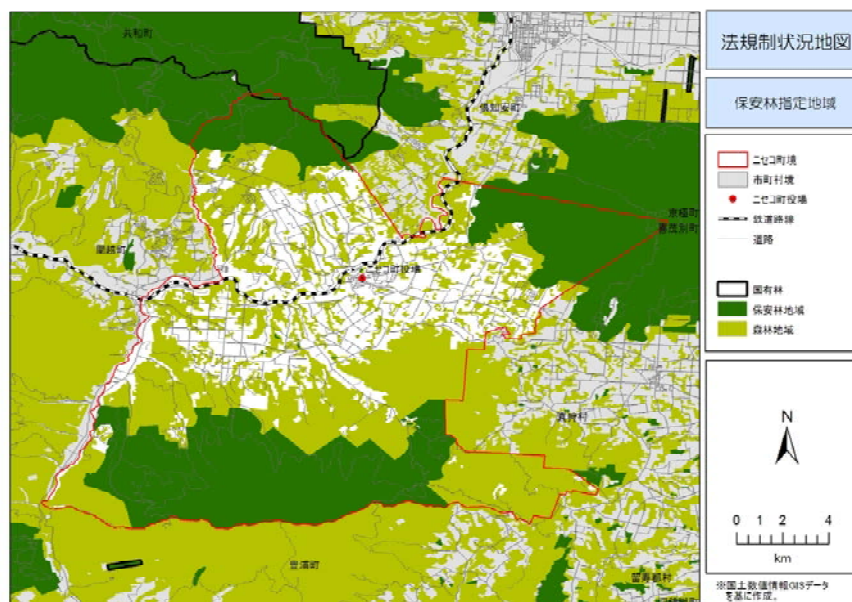 共和町
倶知安町
京極町
喜茂別町
蘭越町
ニセコ町役場
真狩村
豊浦町
留寿都村
法規制状況地図
保安林指定地域
ニセコ町境
市町村境
ニセコ町役場
鉄道路線
道路
国有林
保安林地域
森林地域
N
0 1 2 4
km
※国土数値情報GISデータ
を基に作成。